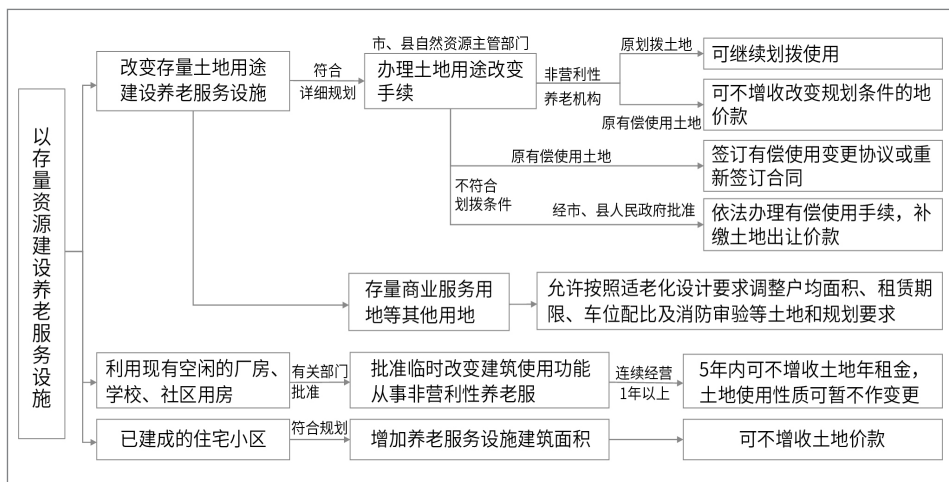 以存量资源建设养老服务设施
改变存量土地用途
建设养老服务设施
符合
详细规划
市、县自然资源主管部门
办理土地用途改变
手续
非营利性
养老机构
原划拨土地
可继续划拨使用
原有偿使用土地
可不增收改变规划条件的地
价款
原有偿使用土地
签订有偿使用变更协议或重
新签订合同
不符合
划拨条件
经市、县人民政府批准
依法办理有偿使用手续，补
缴土地出让价款
存量商业服务用
地等其他用地
允许按照适老化设计要求调整户均面积、租赁期
限、车位配比及消防审验等土地和规划要求
利用现有空闲的厂房、
学校、社区用房
有关部门
批准
批准临时改变建筑使用功能
从事非营利性养老服
连续经营
1年以上
5年内可不增收土地年租金，
土地使用性质可暂不作变更
已建成的住宅小区
符合规划
增加养老服务设施建筑面积
可不增收土地价款